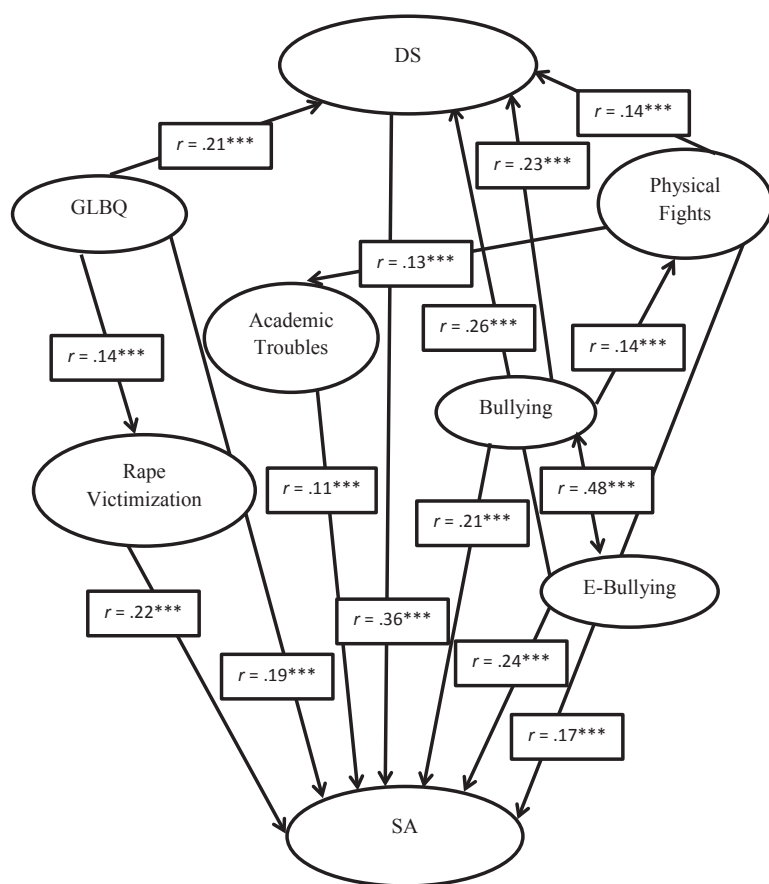 DS
r = .14***
r = .21***
r = .23***
Physical
Fights
GLBQ
r = .13***
Academic
Troubles
r = .26***
r = .14***
r = .14***
Bullying
Rape
Victimization
r = .11***
r = .48***
r = .21***
E-Bullying
r = .22***
r = .36***
r = .24***
r = .19***
r = .17***
SA